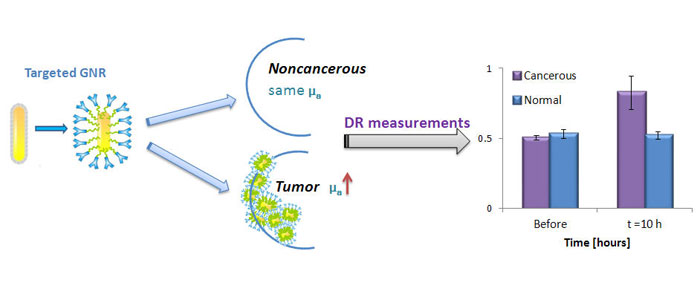 Targeted GNR
Noncancerous
same μa
Tumor μa
DR measurements
Cancerous
Normal
1
0.5
0
Before
t =10 h
Time [hours]